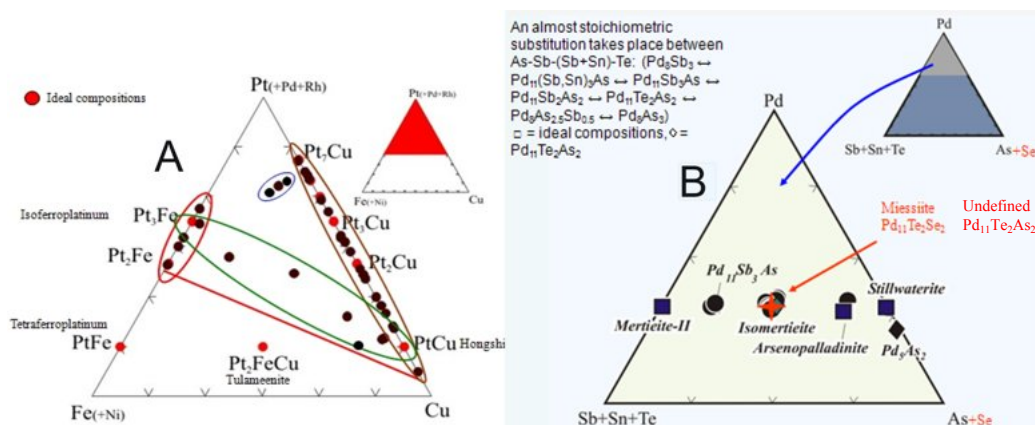 Ideal compositions
A
Pt(+Pd+Rh)
Pt(+Pd+Rh)
Fe(+Ni)
Cu
Pt₇Cu
Isoferroplatinum
Pt₃Fe
Pt₃Cu
Pt₂Fe
Pt₂Cu
Tetraferroplatinum
PtFe
Pt₂FeCu
Tulameenite
PtCu Hongshi
Fe(+Ni)
Cu
An almost stoichiometric
substitution takes place between
As-Sb-(Sb+Sn)-Te: (Pd₈Sb₃ ↔
Pd₁₁(Sb,Sn)₃As ↔ Pd₁₁Sb₃As ↔
Pd₁₁Sb₂As₂ ↔ Pd₁₁Te₂As₂ ↔
Pd₈As₂.₅Sb₀.₅ ↔ Pd₈As₃)
□ = ideal compositions, ◊ =
Pd₁₁Te₂As₂
Pd
Sb+Sn+Te
As+Se
Pd
B
Miessiite
Pd₁₁Te₂Se₂
Undefined
Pd₁₁Te₂As₂
Pd₁₁Sb₃As
Stillwaterite
Mertieite-II
Isomertieite
Arsenopalladinite
Pd₅As₂
Sb+Sn+Te
As+Se